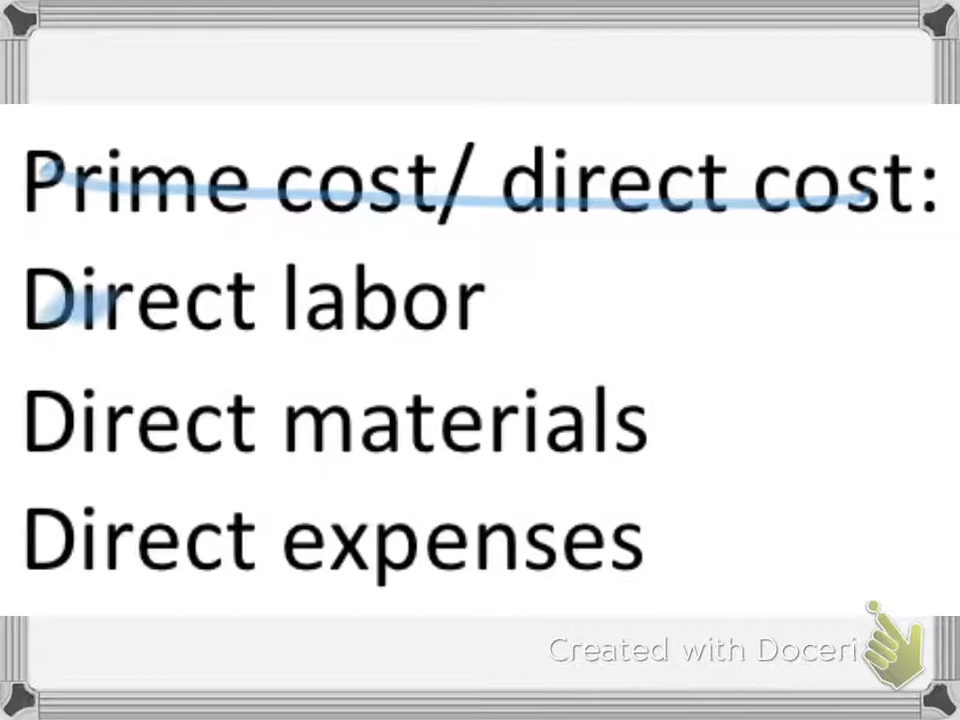 Prime cost/ direct cost:
Direct labor
Direct materials
Direct expenses
Created with Doceri